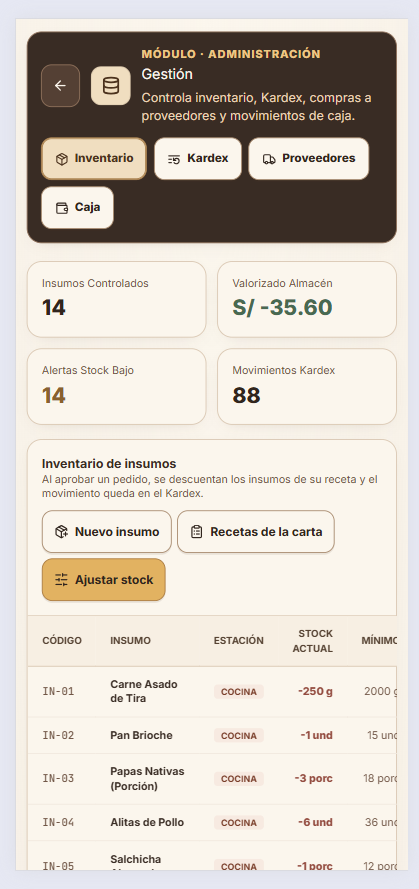 MÓDULO · ADMINISTRACIÓN
Gestión
Controla inventario, Kardex, compras a
proveedores y movimientos de caja.
Inventario
Kardex
Proveedores
Caja
Insumos Controlados
14
Valorizado Almacén
S/ -35.60
Alertas Stock Bajo
14
Movimientos Kardex
88
Inventario de insumos
Al aprobar un pedido, se descuentan los insumos de su receta y el
movimiento queda en el Kardex.
Nuevo insumo
Recetas de la carta
Ajustar stock
CÓDIGO INSUMO ESTACIÓN STOCK ACTUAL
IN-01 Carne Asado de Tira COCINA -250 g 2000 g
IN-02 Pan Brioche COCINA -1 und 15 und
IN-03 Papas Nativas (Porción) COCINA -3 porc 18 porc
IN-04 Alitas de Pollo COCINA -6 und 36 und
IN-05 Salchicha COCINA -1 porc 12 porc